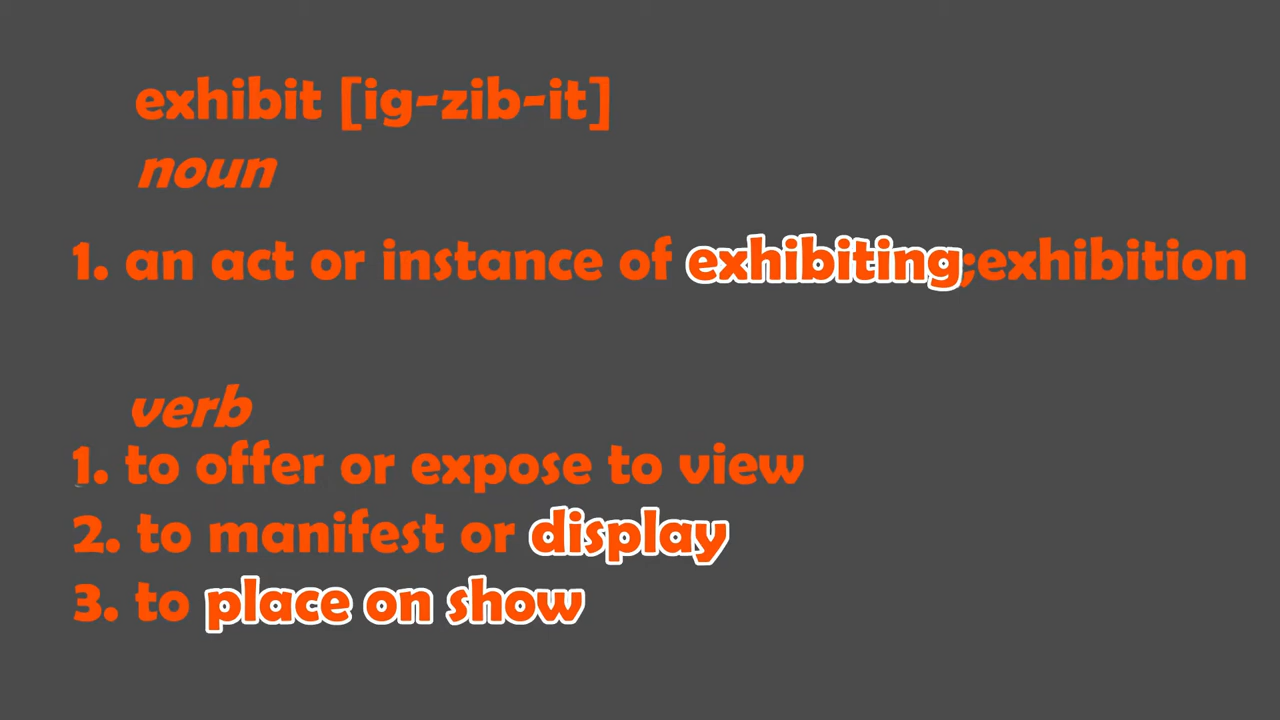 exhibit [ig-zib-it]
noun
1. an act or instance of exhibiting;exhibition
verb
1. to offer or expose to view
2. to manifest or display
3. to place on show